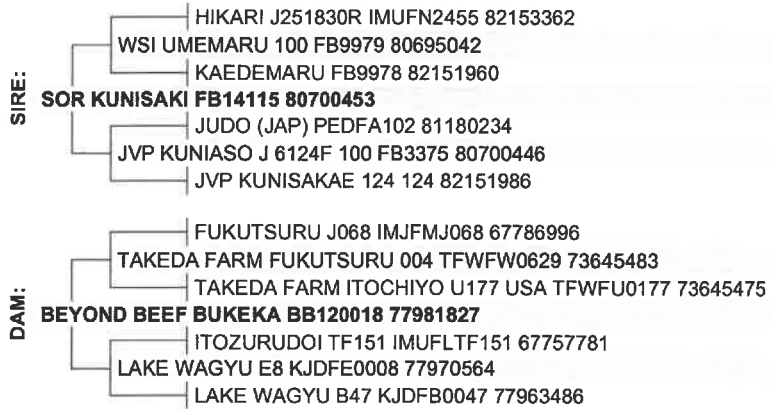 SIRE:
HIKARI J251830R IMUFN2455 82153362
WSI UMEMARU 100 FB9979 80695042
KAEDEMARU FB9978 82151960
SOR KUNISAKI FB14115 80700453
JUDO (JAP) PEDFA102 81180234
JVP KUNIASO J 6124F 100 FB3375 80700446
JVP KUNISAKAE 124 124 82151986
DAM:
FUKUTSURU J068 IMJFMJ068 67786996
TAKEDA FARM FUKUTSURU 004 TFWFW0629 73645483
TAKEDA FARM ITOCHIYO U177 USA TFWFU0177 73645475
BEYOND BEEF BUKEKA BB120018 77981827
ITOZURUDOI TF151 IMUFLTF151 67757781
LAKE WAGYU E8 KJDFE0008 77970564
LAKE WAGYU B47 KJDFB0047 77963486